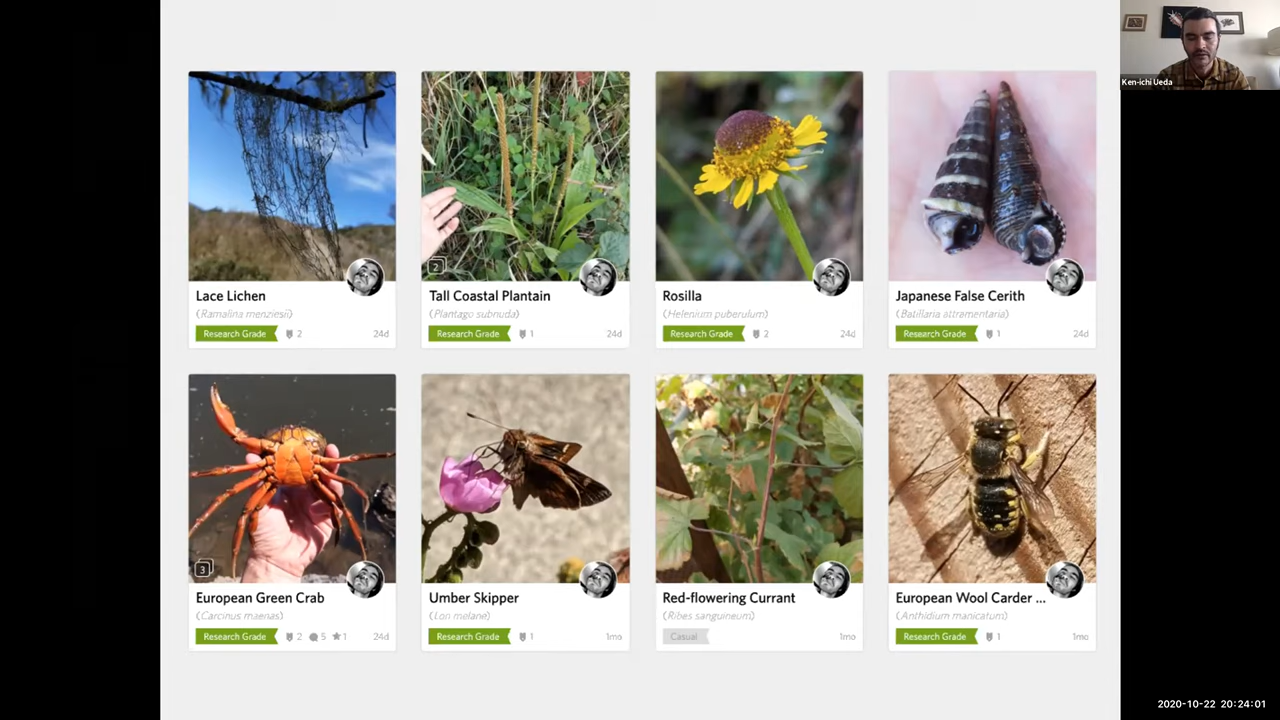 Ken-ichi Ueda
2
Lace Lichen
(Ramalina menziesii)
Research Grade 2 24d
Tall Coastal Plantain
(Plantago subnuda)
Research Grade 1 24d
Rosilla
(Helenium puberulum)
Research Grade 2 24d
Japanese False Cerith
(Batillaria attramentaria)
Research Grade 1 24d
3
European Green Crab
(Carcinus maenas)
Research Grade 2 5 1 24d
Umber Skipper
(Lon melane)
Research Grade 1 1mo
Red-flowering Currant
(Ribes sanguineum)
Casual 1mo
European Wool Carder ...
(Anthidium manicatum)
Research Grade 1 1mo
2020-10-22 20:24:01